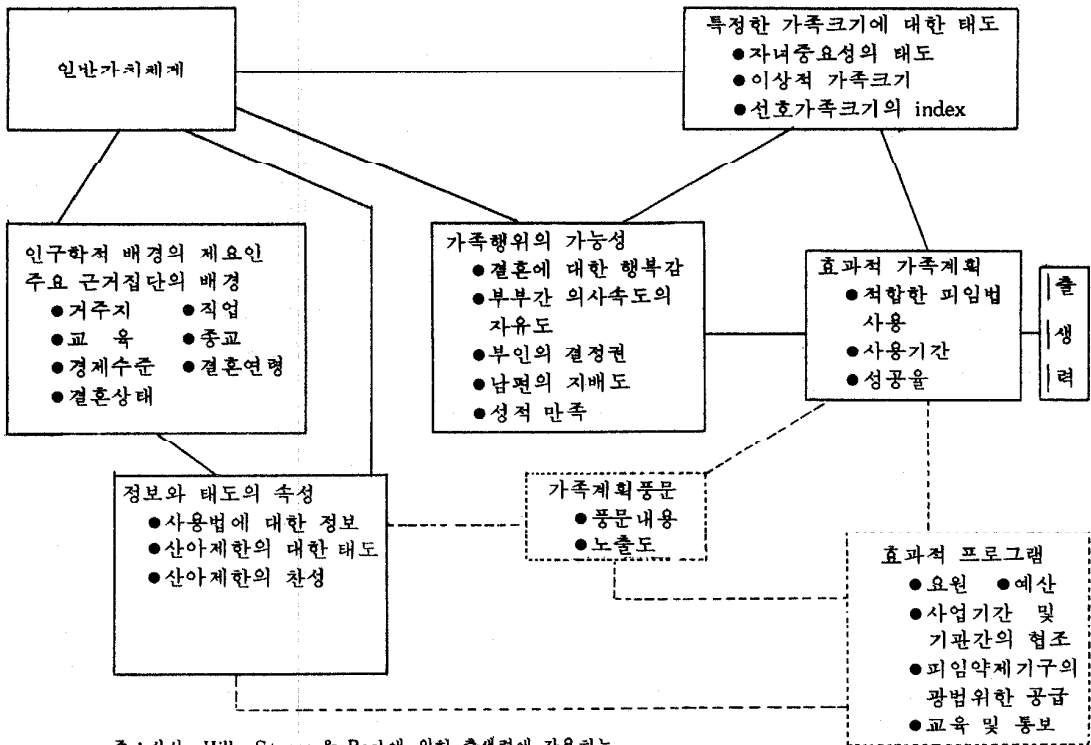 일반가치체계
특정한 가족크기에 대한 태도
●자녀중요성의 태도
●이상적 가족크기
●선호가족크기의 index
인구학적 배경의 제요인
주요 근거집단의 배경
●거주지 ●직업
●교 육 ●종교
●경제수준 ●결혼연령
●결혼상태
가족행위의 가능성
●결혼에 대한 행복감
●부부간 의사속도의
자유도
●부인의 결정권
●남편의 지배도
●성적 만족
효과적 가족계획
●적합한 피임법
사용
●사용기간
●성공율
출
생
력
정보와 태도의 속성
●사용법에 대한 정보
●산아제한의 대한 태도
●산아제한의 찬성
가족계획풍문
●풍문내용
●노출도
효과적 프로그램
●요원 ●예산
●사업기간 및
기관간의 협조
●피임약제기구의
광범위한 공급
●교육 및 통보